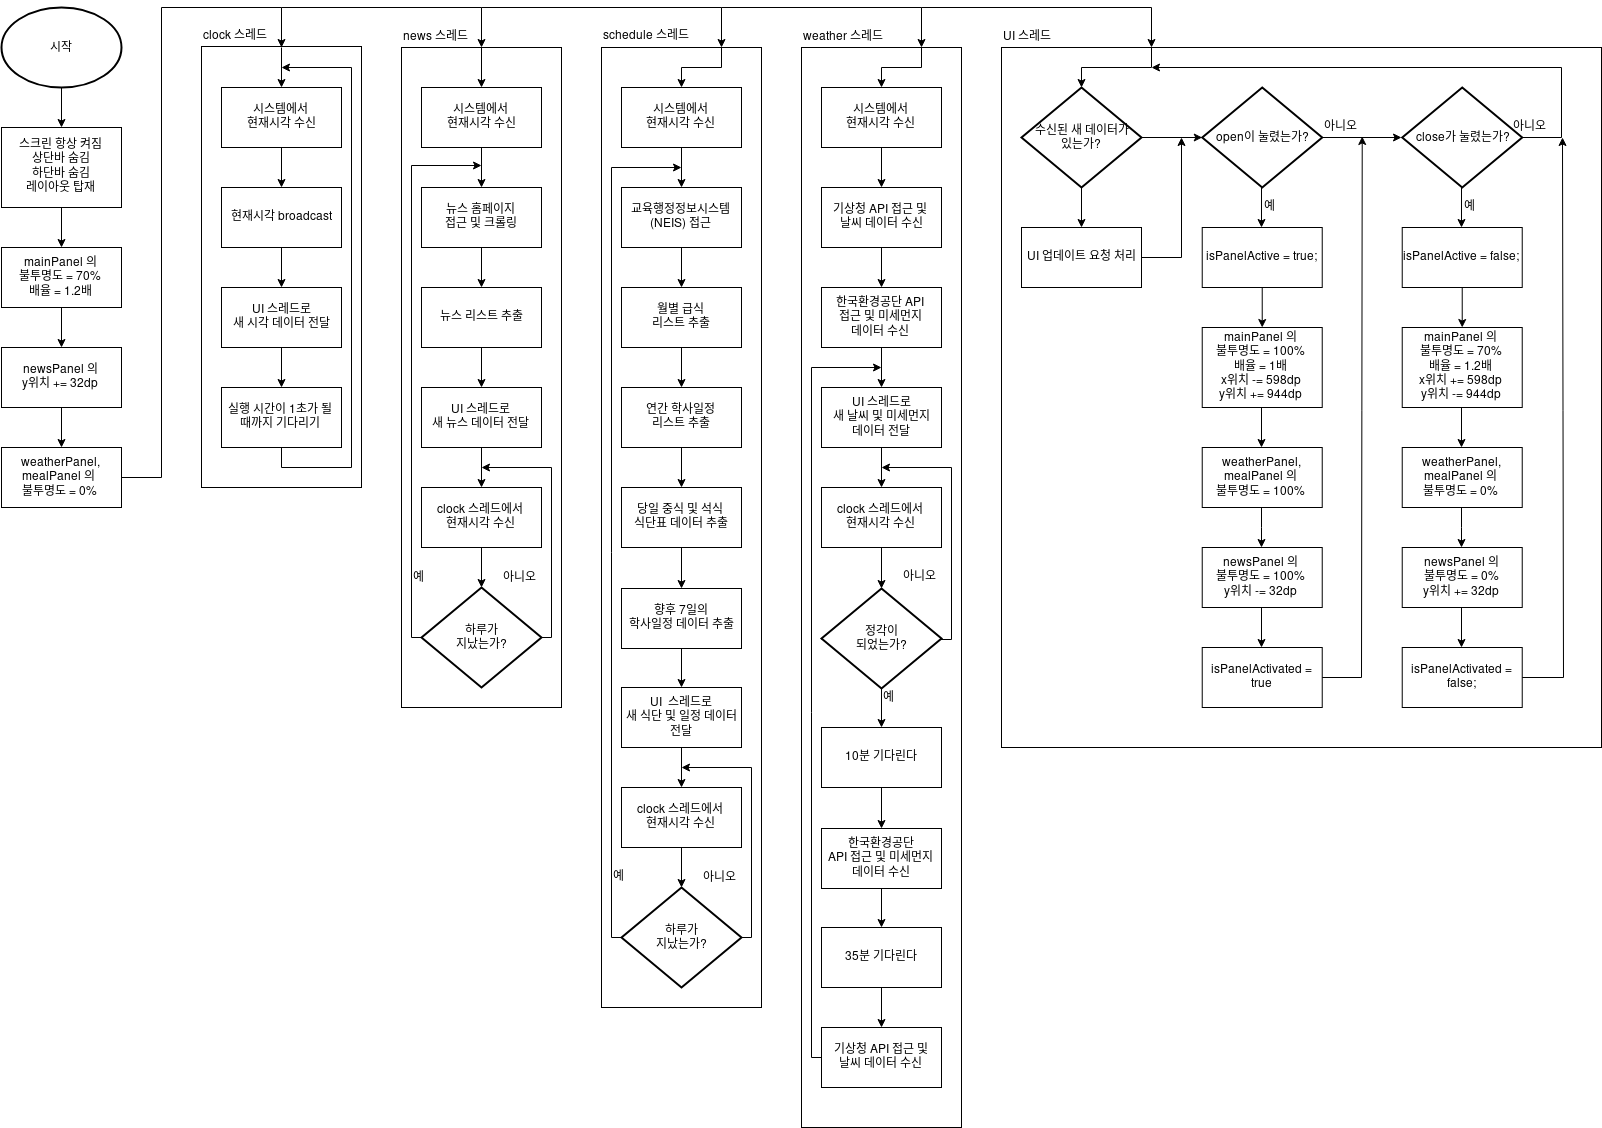 시작
스크린 항상 켜짐
상단바 숨김
하단바 숨김
레이아웃 탑재
mainPanel 의
불투명도 = 70%
배율 = 1.2배
newsPanel 의
y위치 += 32dp
weatherPanel,
mealPanel 의
불투명도 = 0%
clock 스레드
시스템에서
현재시각 수신
현재시각 broadcast
UI 스레드로
새 시각 데이터 전달
실행 시간이 1초가 될
때까지 기다리기
news 스레드
시스템에서
현재시각 수신
뉴스 홈페이지
접근 및 크롤링
뉴스 리스트 추출
UI 스레드로
새 뉴스 데이터 전달
clock 스레드에서
현재시각 수신
예
아니오
하루가
지났는가?
schedule 스레드
시스템에서
현재시각 수신
교육행정정보시스템
(NEIS) 접근
월별 급식
리스트 추출
연간 학사일정
리스트 추출
당일 중식 및 석식
식단표 데이터 추출
향후 7일의
학사일정 데이터 추출
UI 스레드로
새 식단 및 일정 데이터
전달
clock 스레드에서
현재시각 수신
예
아니오
하루가
지났는가?
weather 스레드
시스템에서
현재시각 수신
기상청 API 접근 및
날씨 데이터 수신
한국환경공단 API
접근 및 미세먼지
데이터 수신
UI 스레드로
새 날씨 및 미세먼지
데이터 전달
clock 스레드에서
현재시각 수신
아니오
정각이
되었는가?
예
10분 기다린다
한국환경공단
API 접근 및 미세먼지
데이터 수신
35분 기다린다
기상청 API 접근 및
날씨 데이터 수신
UI 스레드
수신된 새 데이터가
있는가?
UI 업데이트 요청 처리
open이 눌렸는가?
아니오
예
isPanelActive = true;
mainPanel 의
불투명도 = 100%
배율 = 1배
x위치 -= 598dp
y위치 += 944dp
weatherPanel,
mealPanel 의
불투명도 = 100%
newsPanel 의
불투명도 = 100%
y위치 -= 32dp
isPanelActivated =
true
close가 눌렸는가?
아니오
예
isPanelActive = false;
mainPanel 의
불투명도 = 70%
배율 = 1.2배
x위치 += 598dp
y위치 -= 944dp
weatherPanel,
mealPanel 의
불투명도 = 0%
newsPanel 의
불투명도 = 0%
y위치 += 32dp
isPanelActivated =
false;